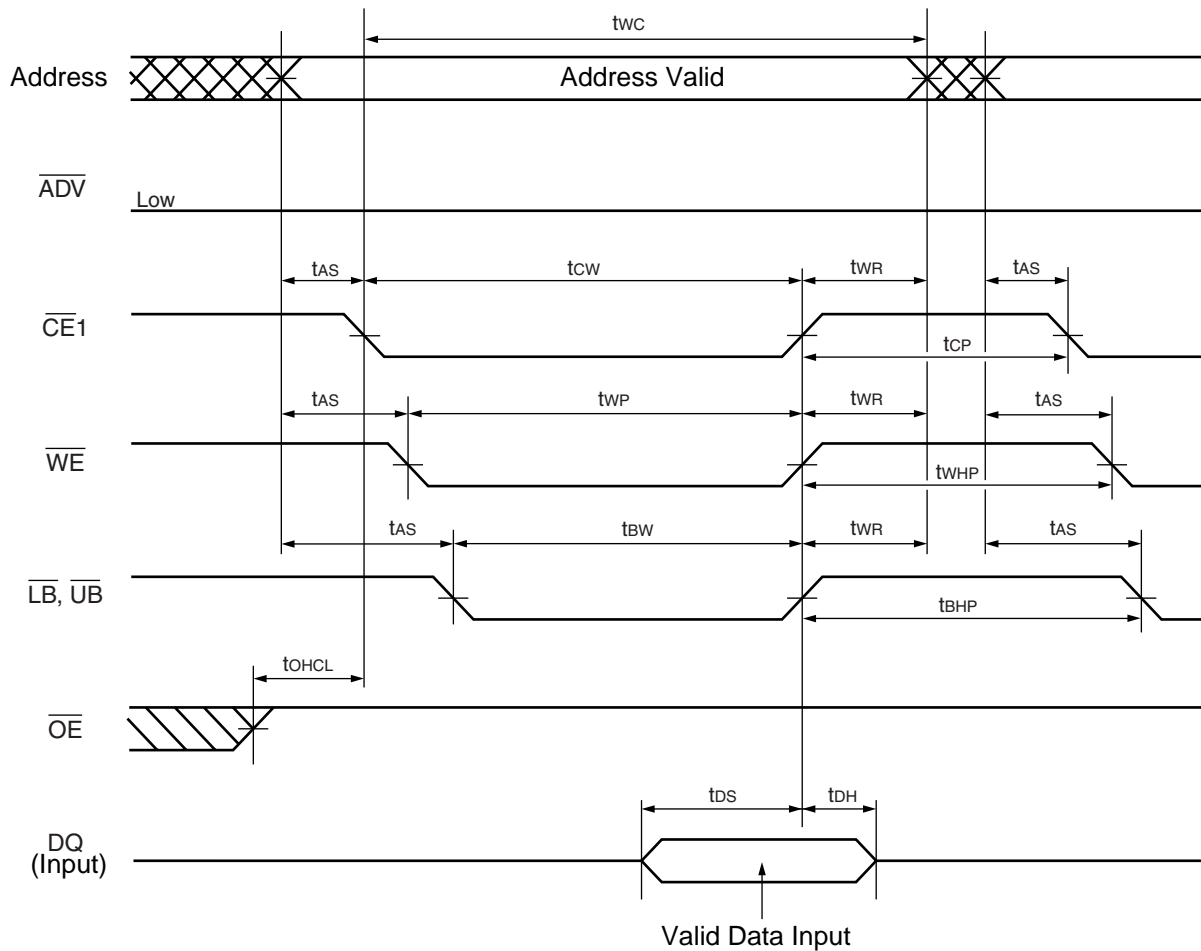 tWC
Address
Address Valid
ADV
Low
tAS
tCW
tWR
tAS
CE1
tCP
tAS
tWP
tWR
tAS
WE
tWHP
tAS
tBW
tWR
tAS
LB, UB
tBHP
tOHCL
OE
tDS
tDH
DQ
(Input)
Valid Data Input